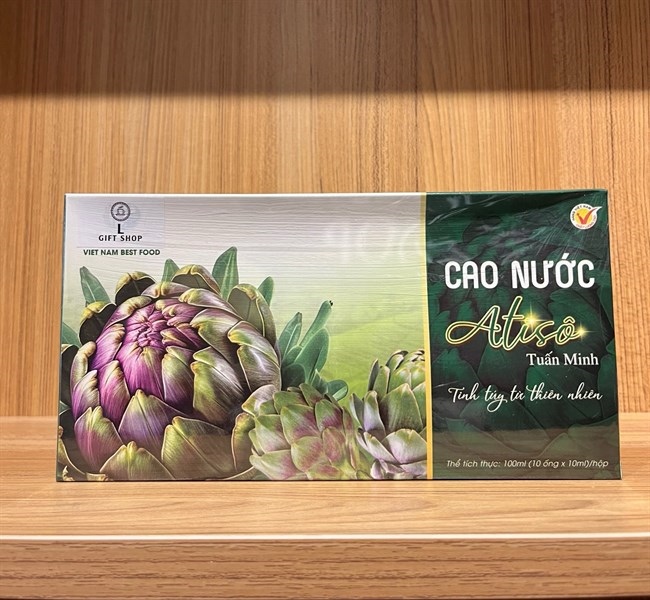 L
GIFT SHOP
VIET NAM BEST FOOD
CAO NƯỚC
Atisô
Tuấn Minh
Tinh túy từ thiên nhiên
Thể tích thực: 100ml (10 ống x 10ml)/hộp